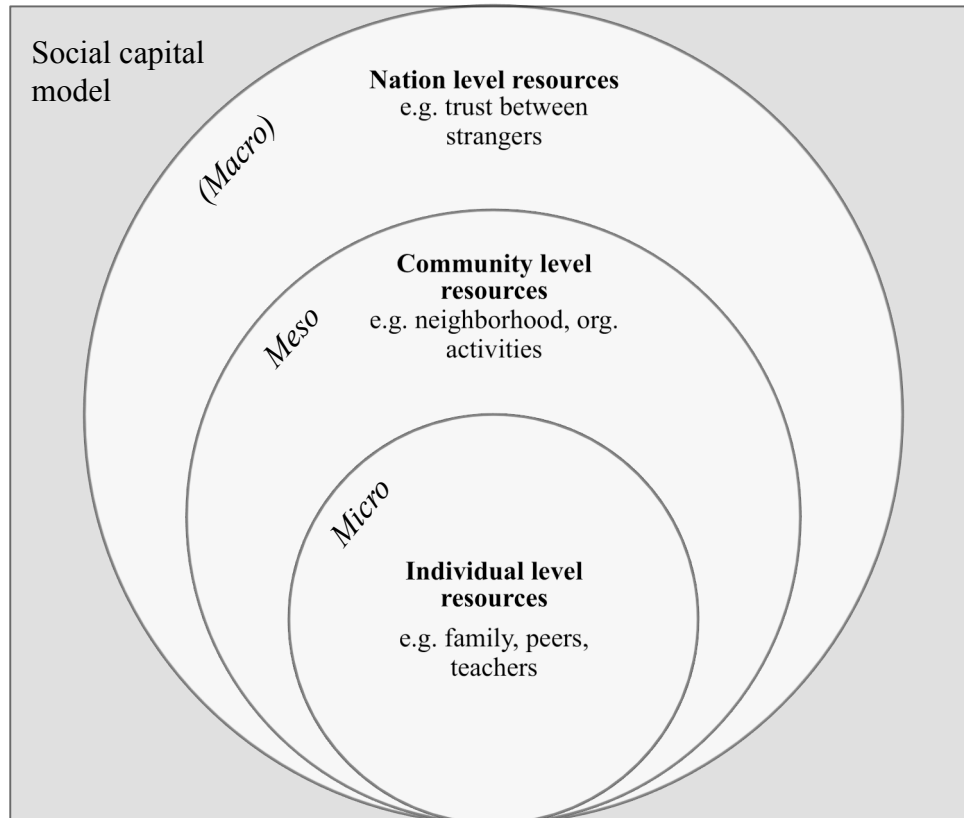 Social capital
model
Nation level resources
e.g. trust between
strangers
(Macro)
Community level
resources
e.g. neighborhood, org.
activities
Meso
Micro
Individual level
resources
e.g. family, peers,
teachers